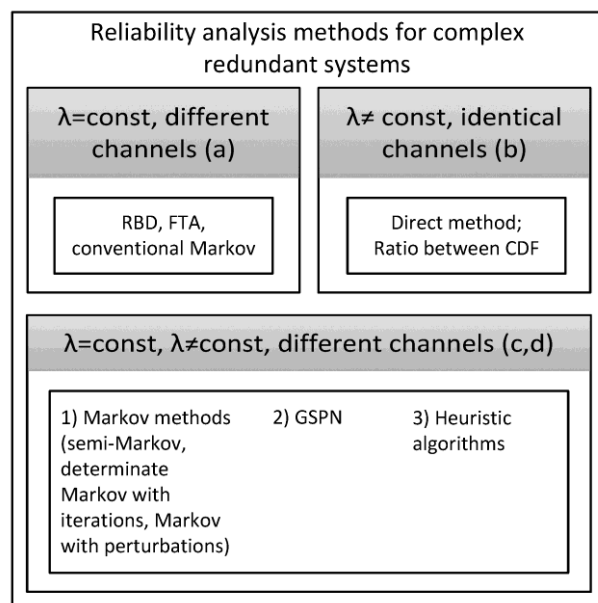 Reliability analysis methods for complex
redundant systems
λ=const, different
channels (a)
RBD, FTA,
conventional Markov
λ≠ const, identical
channels (b)
Direct method;
Ratio between CDF
λ=const, λ≠const, different channels (c,d)
1) Markov methods
(semi-Markov,
determinate
Markov with
iterations, Markov
with perturbations)
2) GSPN
3) Heuristic
algorithms